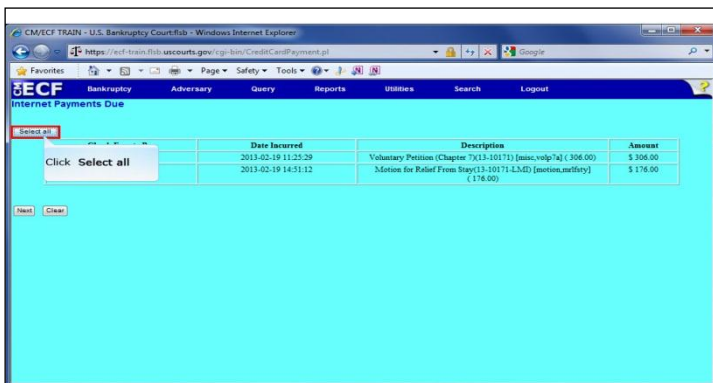 CM/ECF TRAIN - U.S. Bankruptcy Court:flsb - Windows Internet Explorer
https://ecf-train.flsb.uscourts.gov/cgi-bin/CreditCardPayment.pl
Google
Favorites Page Safety Tools
ECF Bankruptcy Adversary Query Reports Utilities Search Logout
Internet Payments Due
Select all
Date Incurred Description Amount
Click Select all
2013-02-19 11:25:29 Voluntary Petition (Chapter 7)(13-10171) [misc,volp7a] ( 306.00) $ 306.00
2013-02-19 14:51:12 Motion for Relief From Stay(13-10171-LMI) [motion,mrlfsty] ( 176.00) $ 176.00
Next Clear